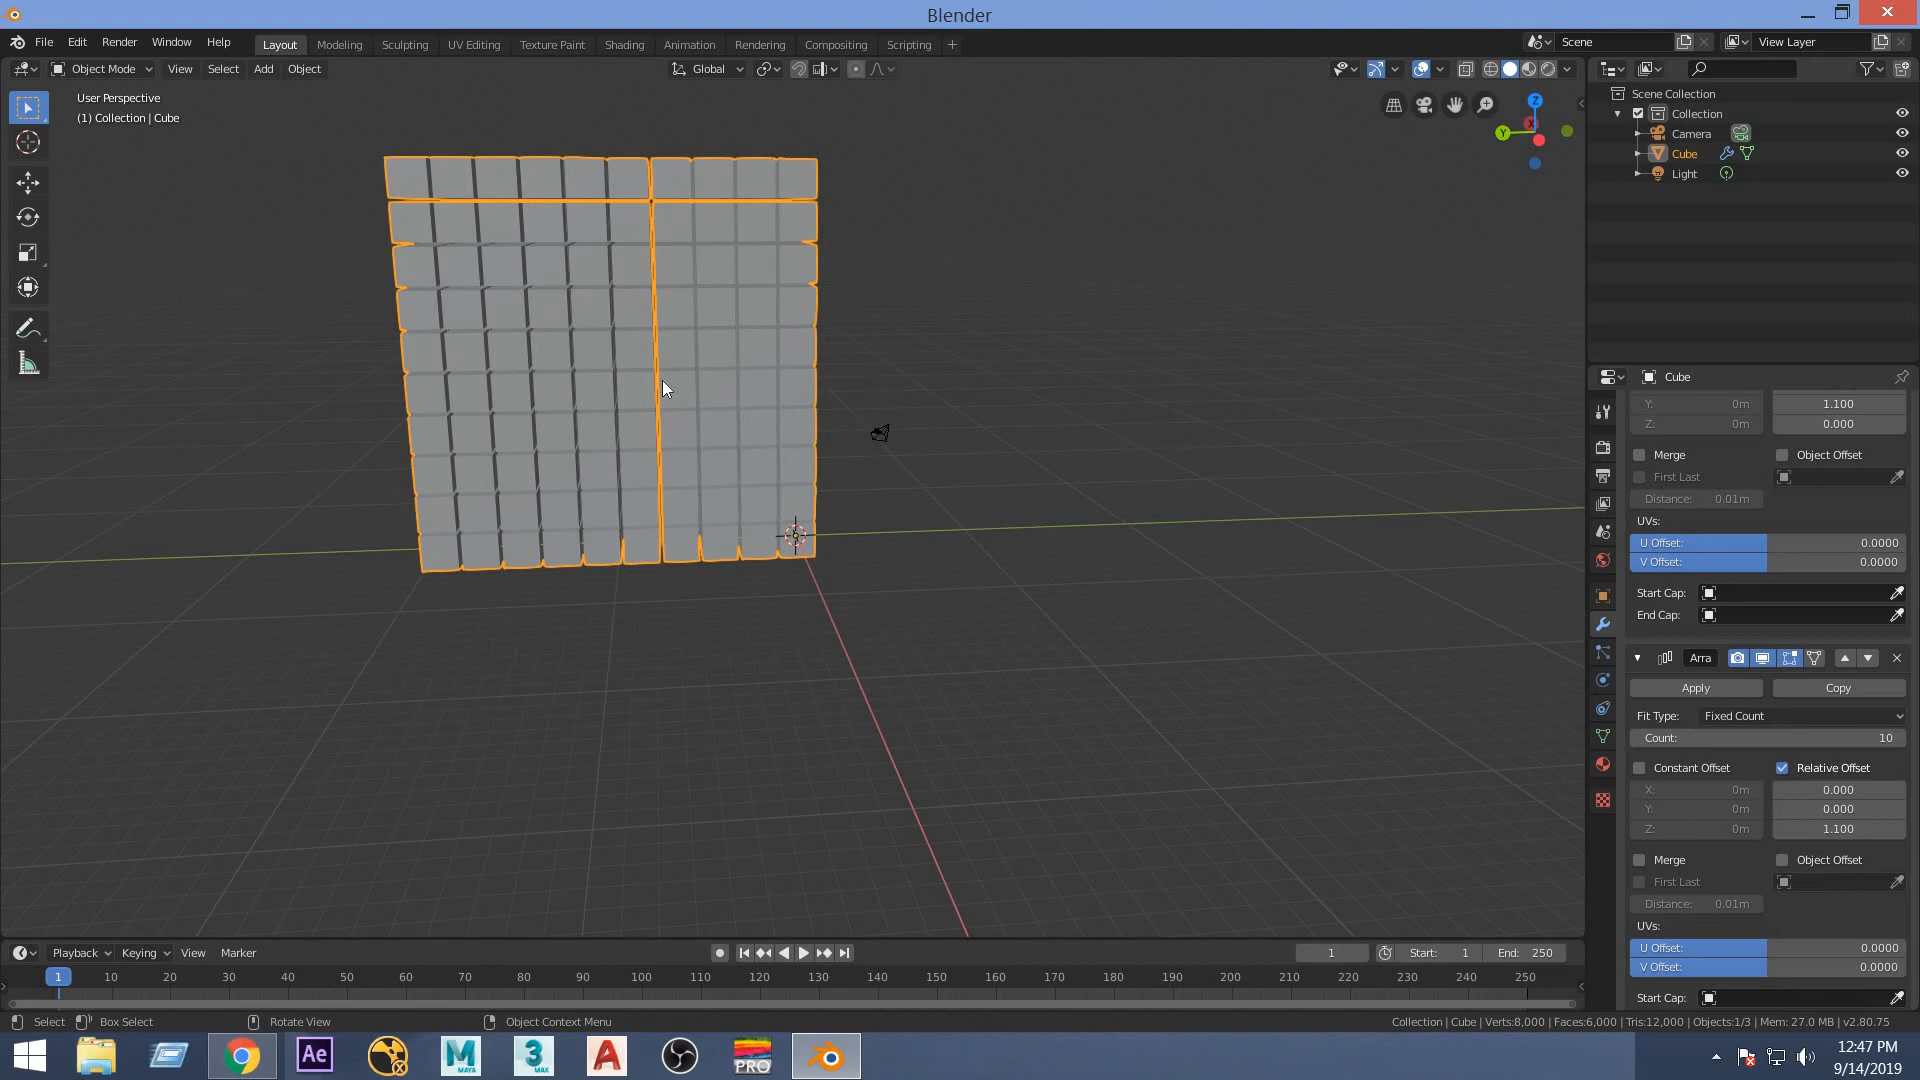 Blender
File Edit Render Window Help Layout Modeling Sculpting UV Editing Texture Paint Shading Animation Rendering Compositing Scripting + Scene View Layer
Object Mode View Select Add Object Global
User Perspective
(1) Collection | Cube
Z
Y
X
Scene Collection
Collection
Camera
Cube
Light
Cube
Y: 0m 1.100
Z: 0m 0.000
Merge Object Offset
First Last
Distance: 0.01m
UVs:
U Offset: 0.0000
V Offset: 0.0000
Start Cap:
End Cap:
Arra
Apply Copy
Fit Type: Fixed Count
Count: 10
Constant Offset Relative Offset
X: 0m 0.000
Y: 0m 0.000
Z: 0m 1.100
Merge Object Offset
First Last
Distance: 0.01m
UVs:
U Offset: 0.0000
V Offset: 0.0000
Start Cap:
Playback Keying View Marker 1 Start: 1 End: 250
1 10 20 30 40 50 60 70 80 90 100 110 120 130 140 150 160 170 180 190 200 210 220 230 240 250
Select Box Select Rotate View Object Context Menu Collection | Cube | Verts:8,000 | Faces:6,000 | Tris:12,000 | Objects:1/3 | Mem: 27.0 MB | v2.80.75
Ae M MAYA 3 MAX A PRO
12:47 PM
9/14/2019